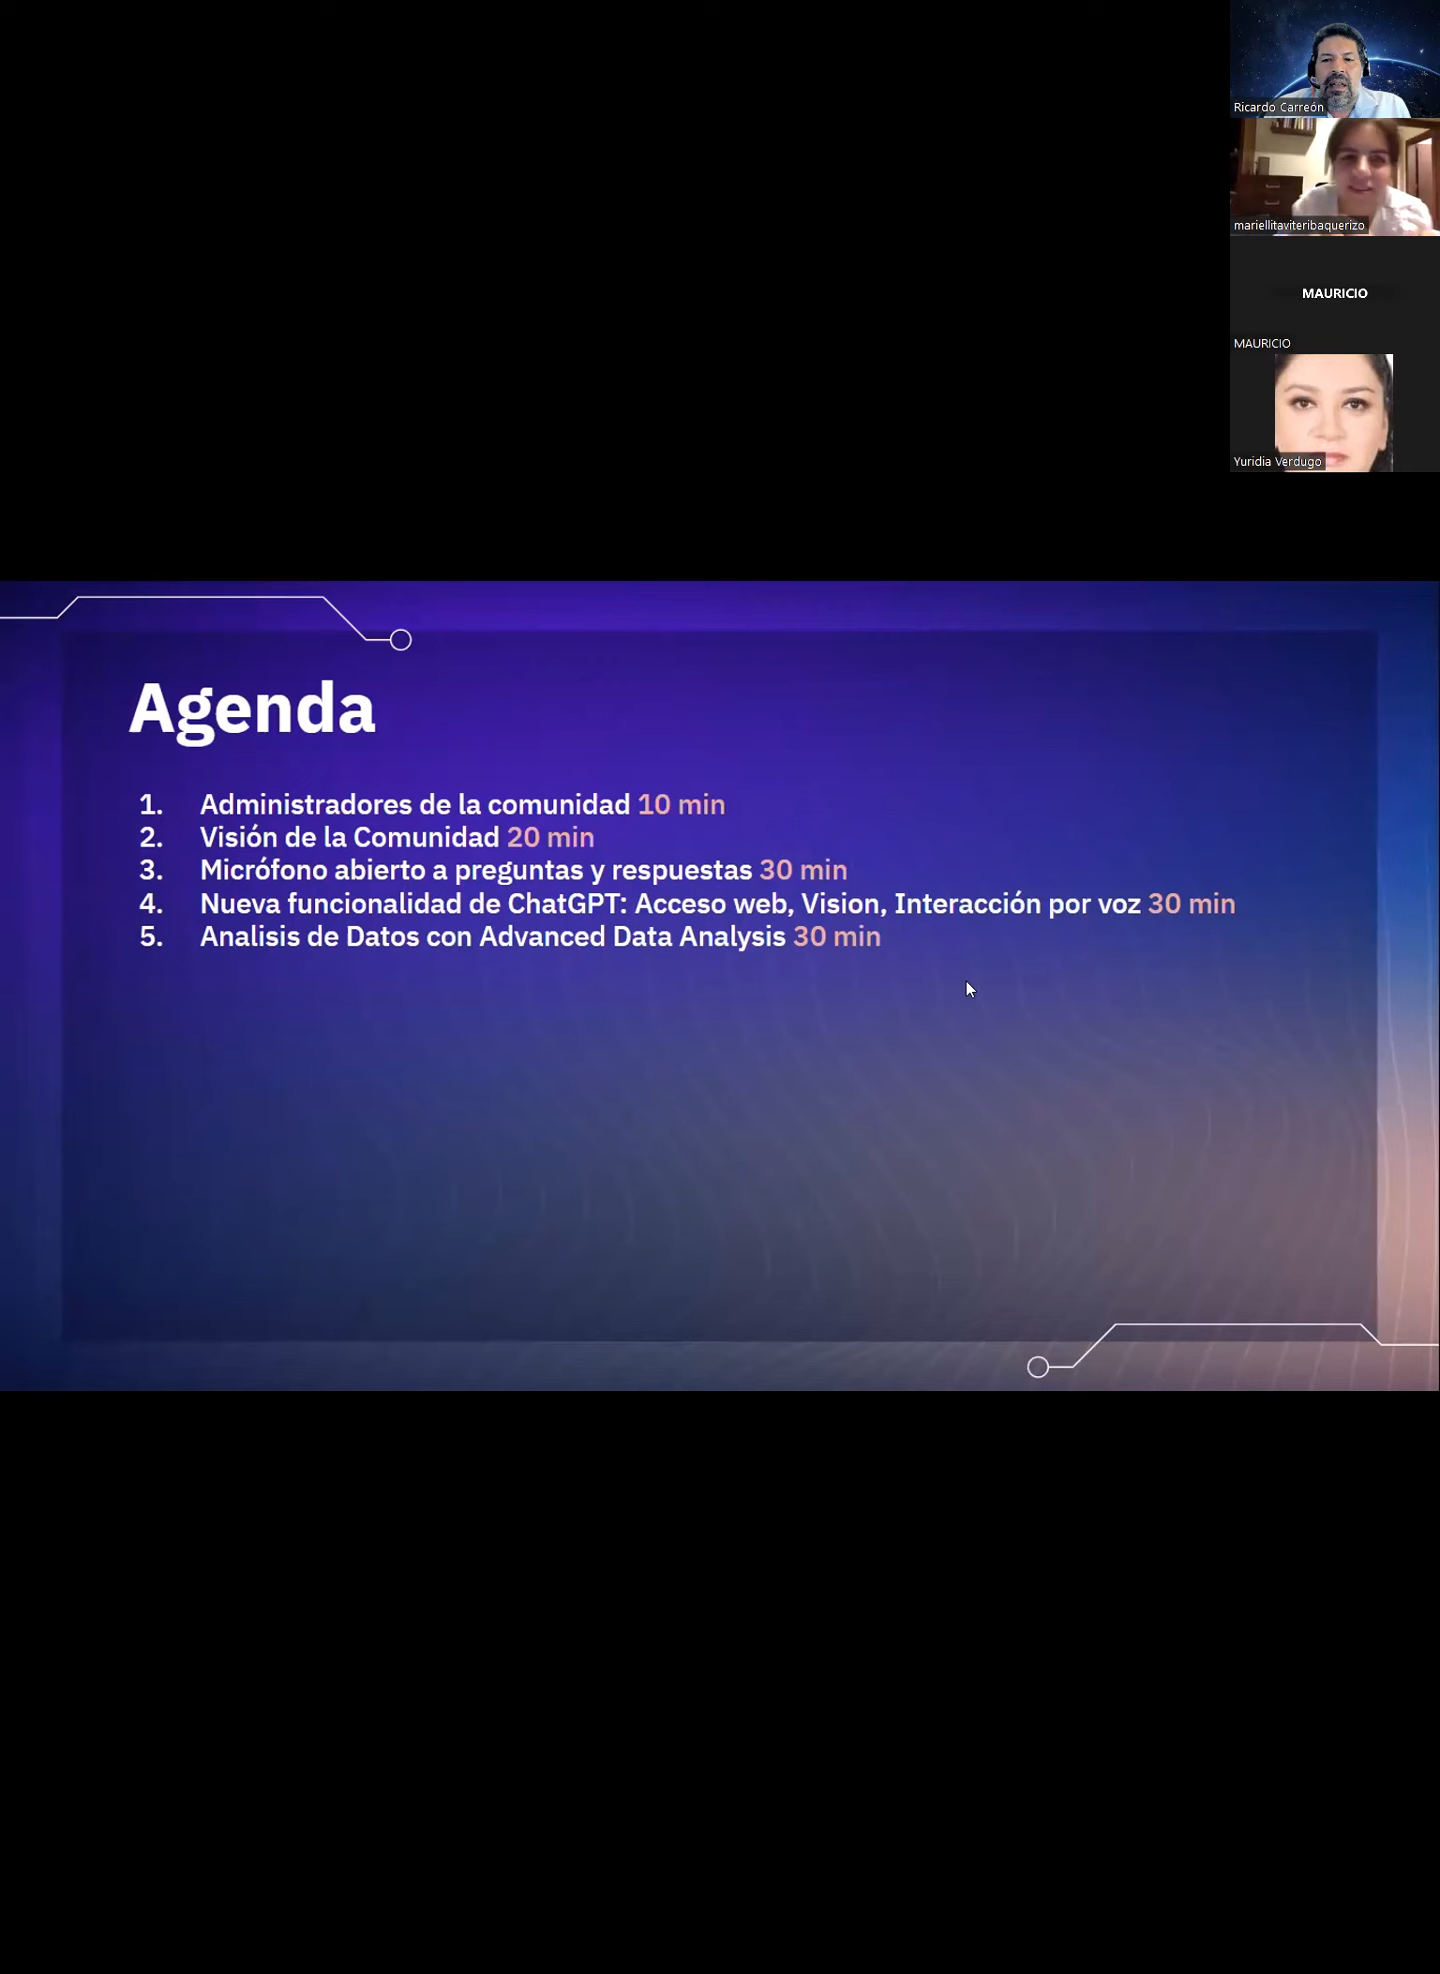 Ricardo Carreón
mariellitaviteribaquerizo
MAURICIO
MAURICIO
Yuridia Verdugo
Agenda
1. Administradores de la comunidad 10 min
2. Visión de la Comunidad 20 min
3. Micrófono abierto a preguntas y respuestas 30 min
4. Nueva funcionalidad de ChatGPT: Acceso web, Vision, Interacción por voz 30 min
5. Analisis de Datos con Advanced Data Analysis 30 min